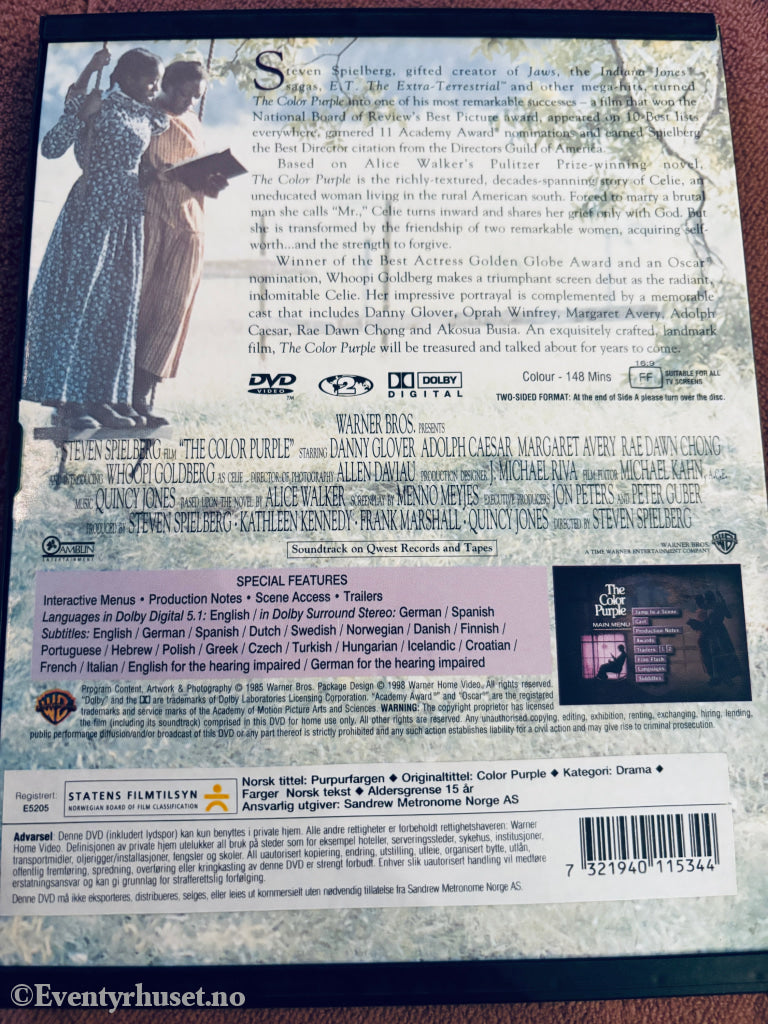 Steven Spielberg, gifted creator of Jaws, the Indiana Jones
sagas, E.T. The Extra-Terrestrial™ and other mega-hits, turned
The Color Purple into one of his most remarkable successes – a film that won the
National Board of Review's Best Picture award, appeared on 10-Best lists
everywhere, garnered 11 Academy Award® nominations and earned Spielberg
the Best Director citation from the Directors Guild of America.
Based on Alice Walker's Pulitzer Prize-winning novel,
The Color Purple is the richly-textured, decades-spanning story of Celie, an
uneducated woman living in the rural American south. Forced to marry a brutal
man she calls "Mr.," Celie turns inward and shares her grief only with God. But
she is transformed by the friendship of two remarkable women, acquiring self-
worth...and the strength to forgive.
Winner of the Best Actress Golden Globe Award and an Oscar®
nomination, Whoopi Goldberg makes a triumphant screen debut as the radiant,
indomitable Celie. Her impressive portrayal is complemented by a memorable
cast that includes Danny Glover, Oprah Winfrey, Margaret Avery, Adolph
Caesar, Rae Dawn Chong and Akosua Busia. An exquisitely crafted, landmark
film, The Color Purple will be treasured and talked about for years to come.
DVD VIDEO™ 2 DOLBY DIGITAL Colour - 148 Mins 16:9 FF SUITABLE FOR ALL TV SCREENS
TWO-SIDED FORMAT: At the end of Side A please turn over the disc.
WARNER BROS. PRESENTS
A STEVEN SPIELBERG FILM "THE COLOR PURPLE" STARRING DANNY GLOVER ADOLPH CAESAR MARGARET AVERY RAE DAWN CHONG
AND INTRODUCING WHOOPI GOLDBERG AS CELIE DIRECTOR OF PHOTOGRAPHY ALLEN DAVIAU PRODUCTION DESIGNER J. MICHAEL RIVA FILM EDITOR MICHAEL KAHN, A.C.E.
MUSIC QUINCY JONES BASED UPON THE NOVEL BY ALICE WALKER SCREENPLAY BY MENNO MEYJES EXECUTIVE PRODUCERS JON PETERS AND PETER GUBER
PRODUCED BY STEVEN SPIELBERG · KATHLEEN KENNEDY · FRANK MARSHALL · QUINCY JONES DIRECTED BY STEVEN SPIELBERG
AMBLIN ENTERTAINMENT
Soundtrack on Qwest Records and Tapes
WARNER BROS.
A TIME WARNER ENTERTAINMENT COMPANY
SPECIAL FEATURES
Interactive Menus • Production Notes • Scene Access • Trailers
Languages in Dolby Digital 5.1: English / in Dolby Surround Stereo: German / Spanish
Subtitles: English / German / Spanish / Dutch / Swedish / Norwegian / Danish / Finnish /
Portuguese / Hebrew / Polish / Greek / Czech / Turkish / Hungarian / Icelandic / Croatian /
French / Italian / English for the hearing impaired / German for the hearing impaired
The
Color
Purple
MAIN MENU
Jump to a Scene
Cast
Production Notes
Awards
Trailers 1 2
Languages
Subtitles
Program Content, Artwork & Photography © 1985 Warner Bros. Package Design © 1998 Warner Home Video. All rights reserved.
"Dolby" and the DD are trademarks of Dolby Laboratories Licensing Corporation. "Academy Award®" and "Oscar" are the registered
trademarks and service marks of the Academy of Motion Picture Arts and Sciences. WARNING: The copyright proprietor has licensed
the film (including its soundtrack) comprised in this DVD for home use only. All other rights are reserved. Any unauthorised copying, editing, exhibition, renting, exchanging, hiring, lending,
public performance diffusion/and/or broadcast of this DVD or any part thereof is strictly prohibited and any such action establishes liability for a civil action and may give rise to criminal prosecution.
Registrert:
E5205
STATENS FILMTILSYN
NORWEGIAN BOARD OF FILM CLASSIFICATION
Norsk tittel: Purpurfargen ◆ Originaltittel: Color Purple ◆ Kategori: Drama ◆
Farger Norsk tekst ◆ Aldersgrense 15 år
Ansvarlig utgiver: Sandrew Metronome Norge AS
Advarsel: Denne DVD (inkludert lydspor) kan kun benyttes i private hjem. Alle andre rettigheter er forbeholdt rettighetshaveren: Warner
Home Video. Definisjonen av private hjem utelukker all bruk på steder som for eksempel hoteller, serveringssteder, sykehus, institusjoner,
transportmidler, oljerigger/installasjoner, fengsler og skoler. All uautorisert kopiering, endring, utstilling, utleie, organisert bytte, utlån,
offentlig fremføring, spredning, overføring eller kringkasting av denne DVD er strengt forbudt. Enhver slik uautorisert handling vil medføre
erstatningsansvar og kan gi grunnlag for strafferettslig forfølging.
Denne DVD må ikke eksporteres, distribueres, selges, eller leies ut kommersielt uten nødvendig tillatelse fra Sandrew Metronome Norge AS.
7 321940 115344
©Eventyrhuset.no